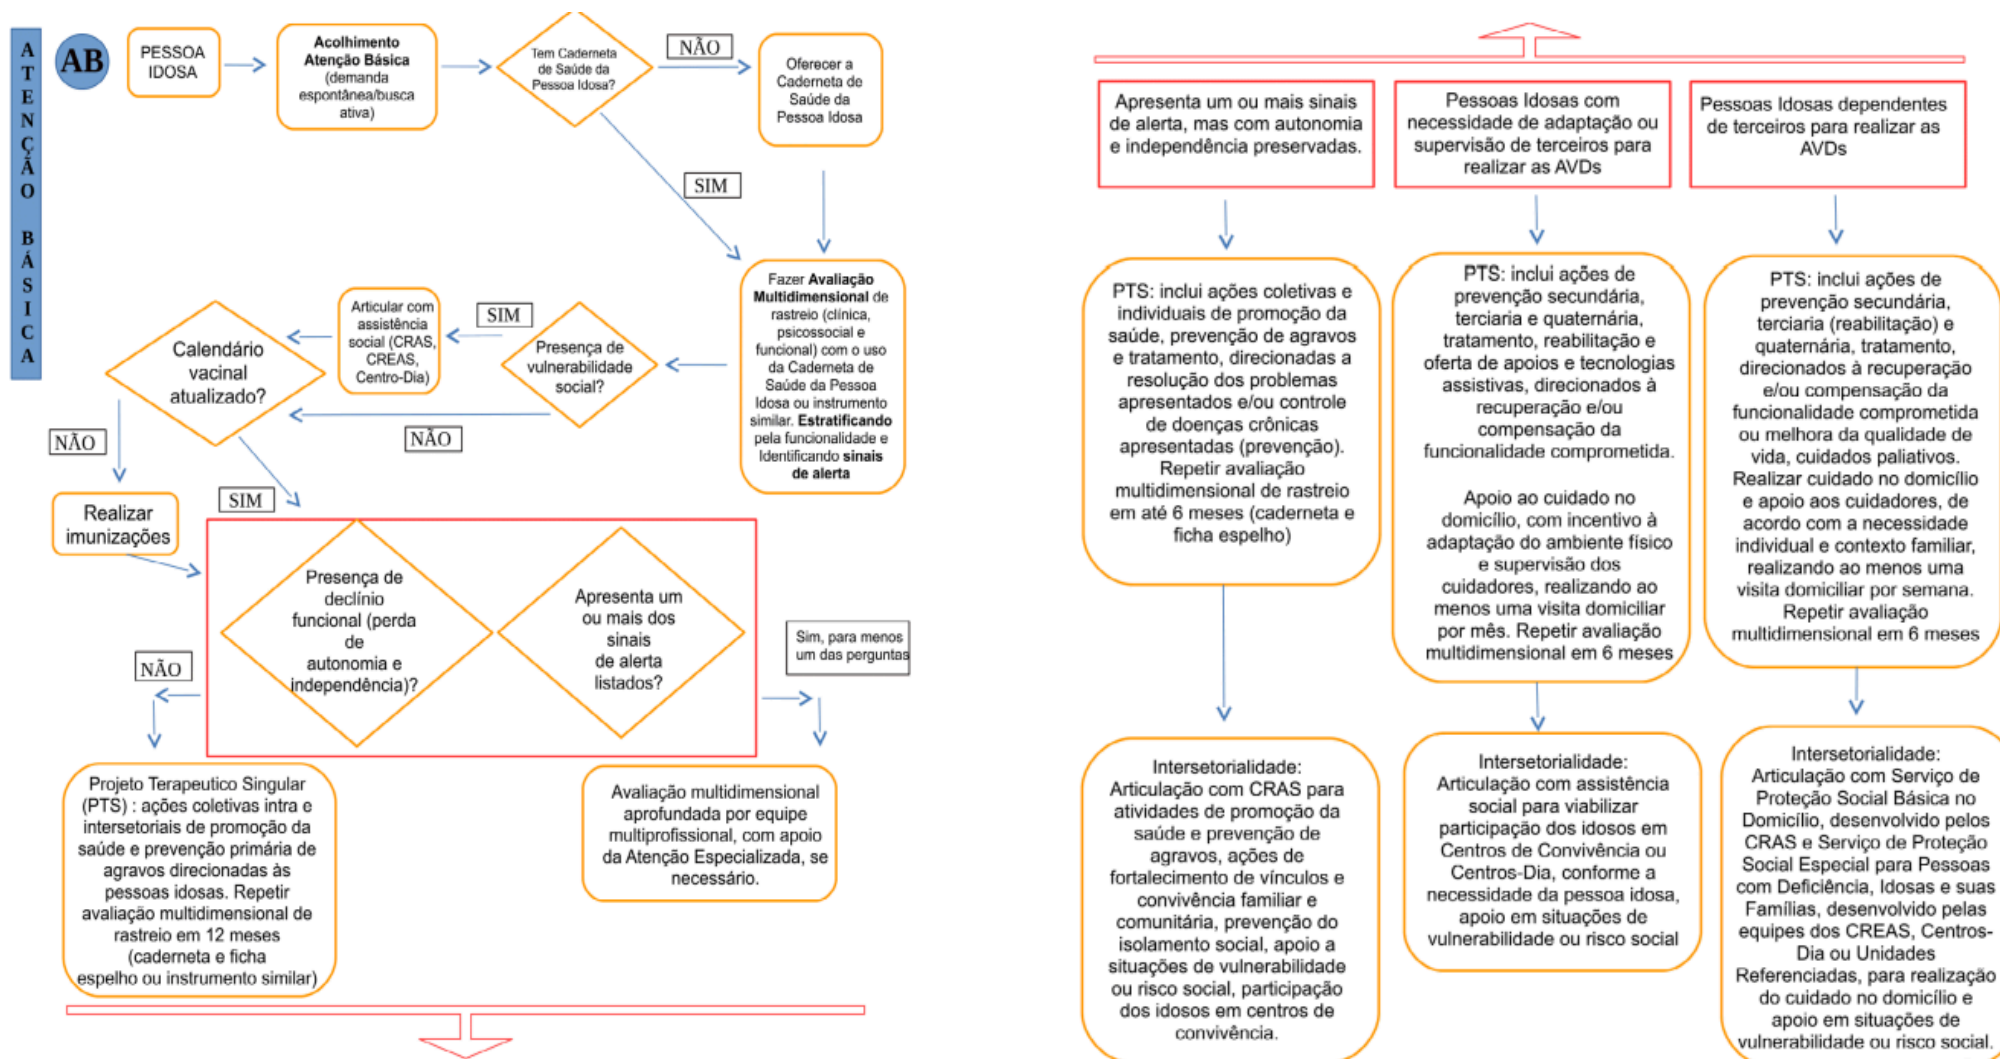 ATENÇÃO BÁSICA
AB
PESSOA
IDOSA
Acolhimento
Atenção Básica
(demanda
espontânea/busca
ativa)
Tem Caderneta
de Saúde da
Pessoa Idosa?
NÃO
Oferecer a
Caderneta de
Saúde da
Pessoa Idosa
SIM
Fazer Avaliação
Multidimensional de
rastreio (clínica,
psicossocial e
funcional) com o uso
da Caderneta de
Saúde da Pessoa
Idosa ou instrumento
similar. Estratificando
pela funcionalidade e
Identificando sinais
de alerta
Presença de
vulnerabilidade
social?
SIM
Articular com
assistência
social (CRAS,
CREAS,
Centro-Dia)
NÃO
Calendário
vacinal
atualizado?
NÃO
Realizar
imunizações
SIM
Presença de
declínio
funcional (perda
de
autonomia e
independência)?
Apresenta um
ou mais dos
sinais
de alerta
listados?
NÃO
Sim, para menos
um das perguntas
Projeto Terapeutico Singular
(PTS) : ações coletivas intra e
intersetoriais de promoção da
saúde e prevenção primária de
agravos direcionadas às
pessoas idosas. Repetir
avaliação multidimensional de
rastreio em 12 meses
(caderneta e ficha
espelho ou instrumento similar)
Avaliação multidimensional
aprofundada por equipe
multiprofissional, com apoio
da Atenção Especializada, se
necessário.
Apresenta um ou mais sinais
de alerta, mas com autonomia
e independência preservadas.
PTS: inclui ações coletivas e
individuais de promoção da
saúde, prevenção de agravos
e tratamento, direcionadas a
resolução dos problemas
apresentados e/ou controle
de doenças crônicas
apresentadas (prevenção).
Repetir avaliação
multidimensional de rastreio
em até 6 meses (caderneta e
ficha espelho)
Intersetorialidade:
Articulação com CRAS para
atividades de promoção da
saúde e prevenção de
agravos, ações de
fortalecimento de vínculos e
convivência familiar e
comunitária, prevenção do
isolamento social, apoio a
situações de vulnerabilidade
ou risco social, participação
dos idosos em centros de
convivência.
Pessoas Idosas com
necessidade de adaptação ou
supervisão de terceiros para
realizar as AVDs
PTS: inclui ações de
prevenção secundária,
terciaria e quaternária,
tratamento, reabilitação e
oferta de apoios e tecnologias
assistivas, direcionados à
recuperação e/ou
compensação da
funcionalidade comprometida.
Apoio ao cuidado no
domicílio, com incentivo à
adaptação do ambiente físico
e supervisão dos
cuidadores, realizando ao
menos uma visita domiciliar
por mês. Repetir avaliação
multidimensional em 6 meses
Intersetorialidade:
Articulação com assistência
social para viabilizar
participação dos idosos em
Centros de Convivência ou
Centros-Dia, conforme a
necessidade da pessoa idosa,
apoio em situações de
vulnerabilidade ou risco social
Pessoas Idosas dependentes
de terceiros para realizar as
AVDs
PTS: inclui ações de
prevenção secundária,
terciaria (reabilitação) e
quaternária, tratamento,
direcionados à recuperação
e/ou compensação da
funcionalidade comprometida
ou melhora da qualidade de
vida, cuidados paliativos.
Realizar cuidado no domicílio
e apoio aos cuidadores, de
acordo com a necessidade
individual e contexto familiar,
realizando ao menos uma
visita domiciliar por semana.
Repetir avaliação
multidimensional em 6 meses
Intersetorialidade:
Articulação com Serviço de
Proteção Social Básica no
Domicílio, desenvolvido pelos
CRAS e Serviço de Proteção
Social Especial para Pessoas
com Deficiência, Idosas e suas
Famílias, desenvolvido pelas
equipes dos CREAS, Centros-
Dia ou Unidades
Referenciadas, para realização
do cuidado no domicílio e
apoio em situações de
vulnerabilidade ou risco social.